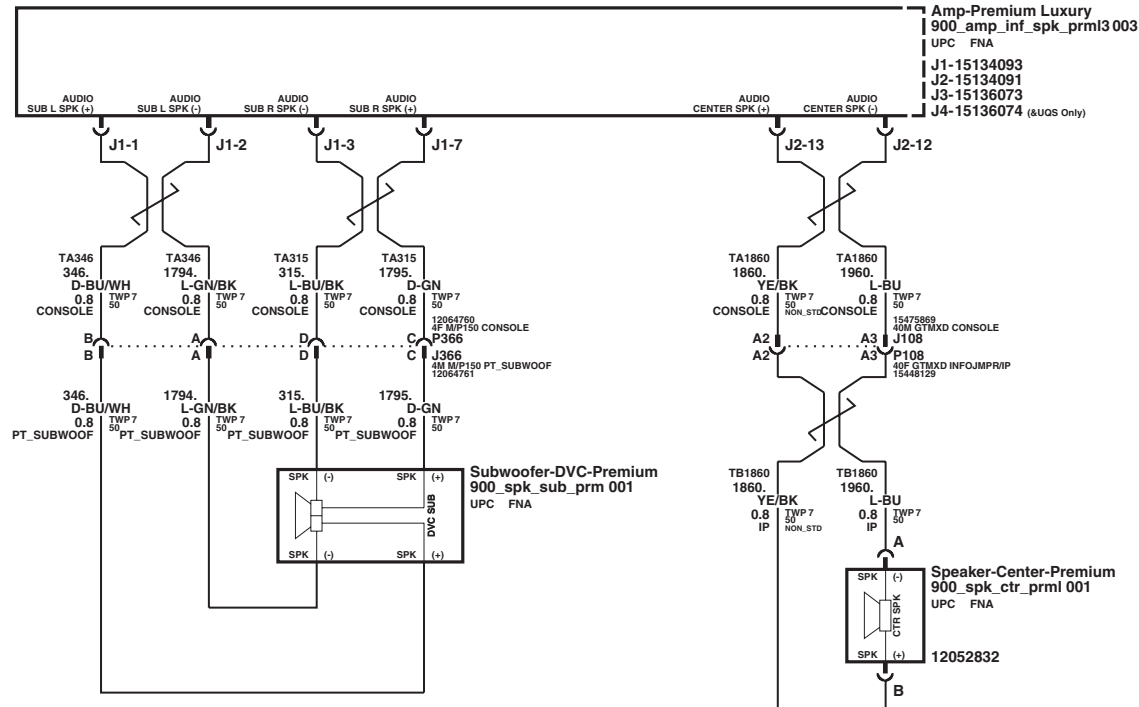 Amp-Premium Luxury
900_amp_inf_spk_prml3 003
UPC FNA
J1-15134093
J2-15134091
J3-15136073
J4-15136074 (&UQS Only)
AUDIO
SUB L SPK (+)
AUDIO
SUB L SPK (-)
AUDIO
SUB R SPK (-)
AUDIO
SUB R SPK (+)
AUDIO
CENTER SPK (+)
AUDIO
CENTER SPK (-)
J1-1
J1-2
J1-3
J1-7
J2-13
J2-12
TA346
346.
D-BU/WH
0.8 TWP 7
50
CONSOLE
TA346
1794.
L-GN/BK
0.8 TWP 7
50
CONSOLE
TA315
315.
L-BU/BK
0.8 TWP 7
50
CONSOLE
TA315
1795.
D-GN
0.8 TWP 7
50
CONSOLE
TA1860
1860.
YE/BK
0.8 TWP 7
50
CONSOLE NON_STD
TA1860
1960.
L-BU
0.8 TWP 7
50
CONSOLE
12064760
4F M/P150 CONSOLE
B A D C P366
B A D C J366
4M M/P150 PT_SUBWOOF
12064761
15475869
40M GTMXD CONSOLE
A2 A3 J108
A2 A3 P108
40F GTMXD INFOJMPR/IP
15448129
346.
D-BU/WH
0.8 TWP 7
50
PT_SUBWOOF
1794.
L-GN/BK
0.8 TWP 7
50
PT_SUBWOOF
315.
L-BU/BK
0.8 TWP 7
50
PT_SUBWOOF
1795.
D-GN
0.8 TWP 7
50
PT_SUBWOOF
TB1860
1860.
YE/BK
0.8 TWP 7
50
IP NON_STD
TB1860
1960.
L-BU
0.8 TWP 7
50
IP
SPK (-)
SPK (+)
DVC SUB
SPK (-)
SPK (+)
Subwoofer-DVC-Premium
900_spk_sub_prm 001
UPC FNA
A
SPK (-)
CTR SPK
SPK (+)
B
Speaker-Center-Premium
900_spk_ctr_prml 001
UPC FNA
12052832